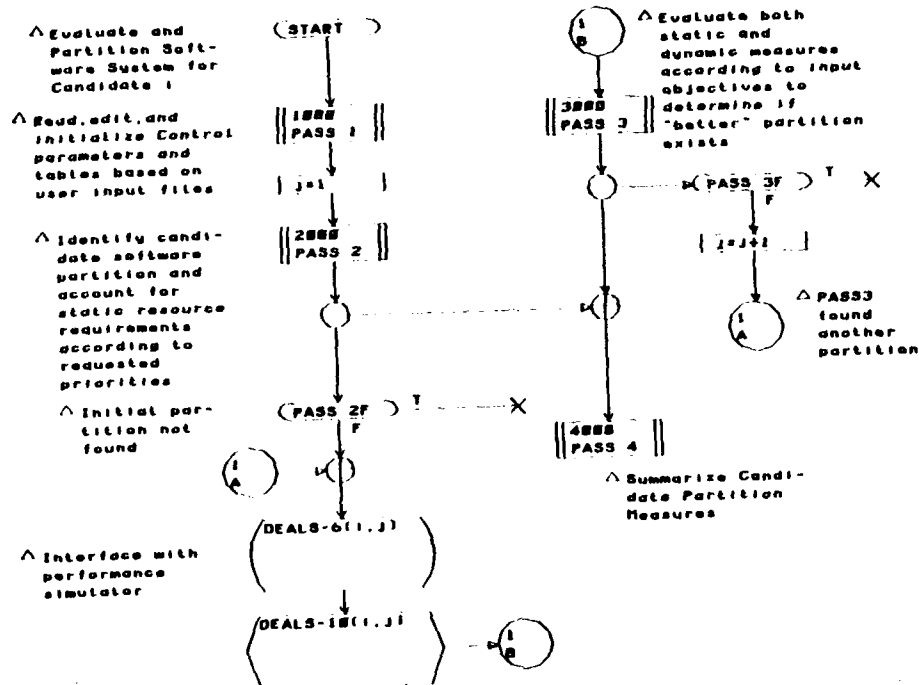 ^ Evaluate and
Partition Soft-
ware System for
Candidate i
(START )
^ Read,edit,and
initialize Control
parameters and
tables based on
user input files
1000
PASS 1
j=1
^ Identify candi-
date software
partition and
account for
static resource
requirements
according to
requested
priorities
2000
PASS 2
^ Initial par-
tition not
found
(PASS 2F ) T
F
1
A
^ Interface with
performance
simulator
DEALS-6(i,j)
DEALS-10(i,j)
1
B
1
B
^ Evaluate both
static and
dynamic measures
according to input
objectives to
determine if
"better" partition
exists
3000
PASS 3
(PASS 3F ) T
F
j=j+1
1
A
^ PASS3
found
another
partition
4000
PASS 4
^ Summarize Candi-
date Partition
Measures